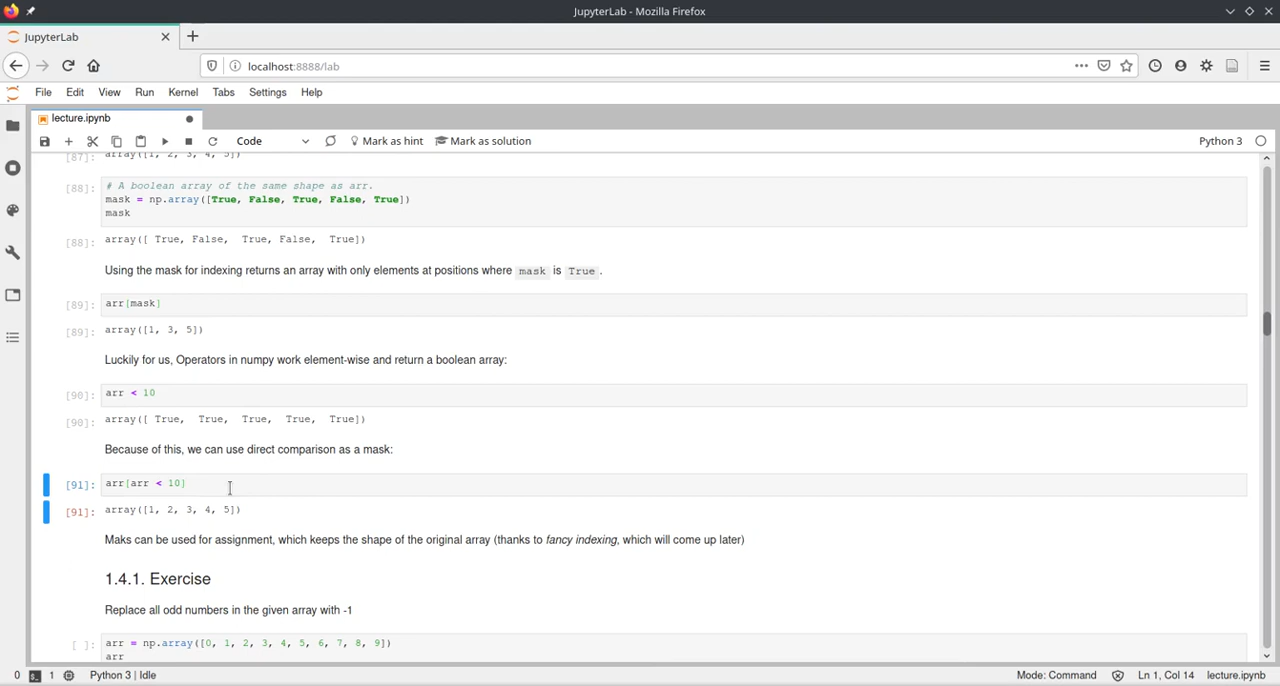 JupyterLab - Mozilla Firefox
JupyterLab
localhost:8888/lab
File Edit View Run Kernel Tabs Settings Help
lecture.ipynb
Code Mark as hint Mark as solution Python 3
[87]: array([1, 2, 3, 4, 5])
[88]: # A boolean array of the same shape as arr.
mask = np.array([True, False, True, False, True])
mask
[88]: array([ True, False,  True, False,  True])
Using the mask for indexing returns an array with only elements at positions where mask is True.
[89]: arr[mask]
[89]: array([1, 3, 5])
Luckily for us, Operators in numpy work element-wise and return a boolean array:
[90]: arr < 10
[90]: array([ True,  True,  True,  True,  True])
Because of this, we can use direct comparison as a mask:
[91]: arr[arr < 10]
[91]: array([1, 2, 3, 4, 5])
Maks can be used for assignment, which keeps the shape of the original array (thanks to fancy indexing, which will come up later)
1.4.1. Exercise
Replace all odd numbers in the given array with -1
[ ]: arr = np.array([0, 1, 2, 3, 4, 5, 6, 7, 8, 9])
arr
0 1 Python 3 | Idle Mode: Command Ln 1, Col 14 lecture.ipynb